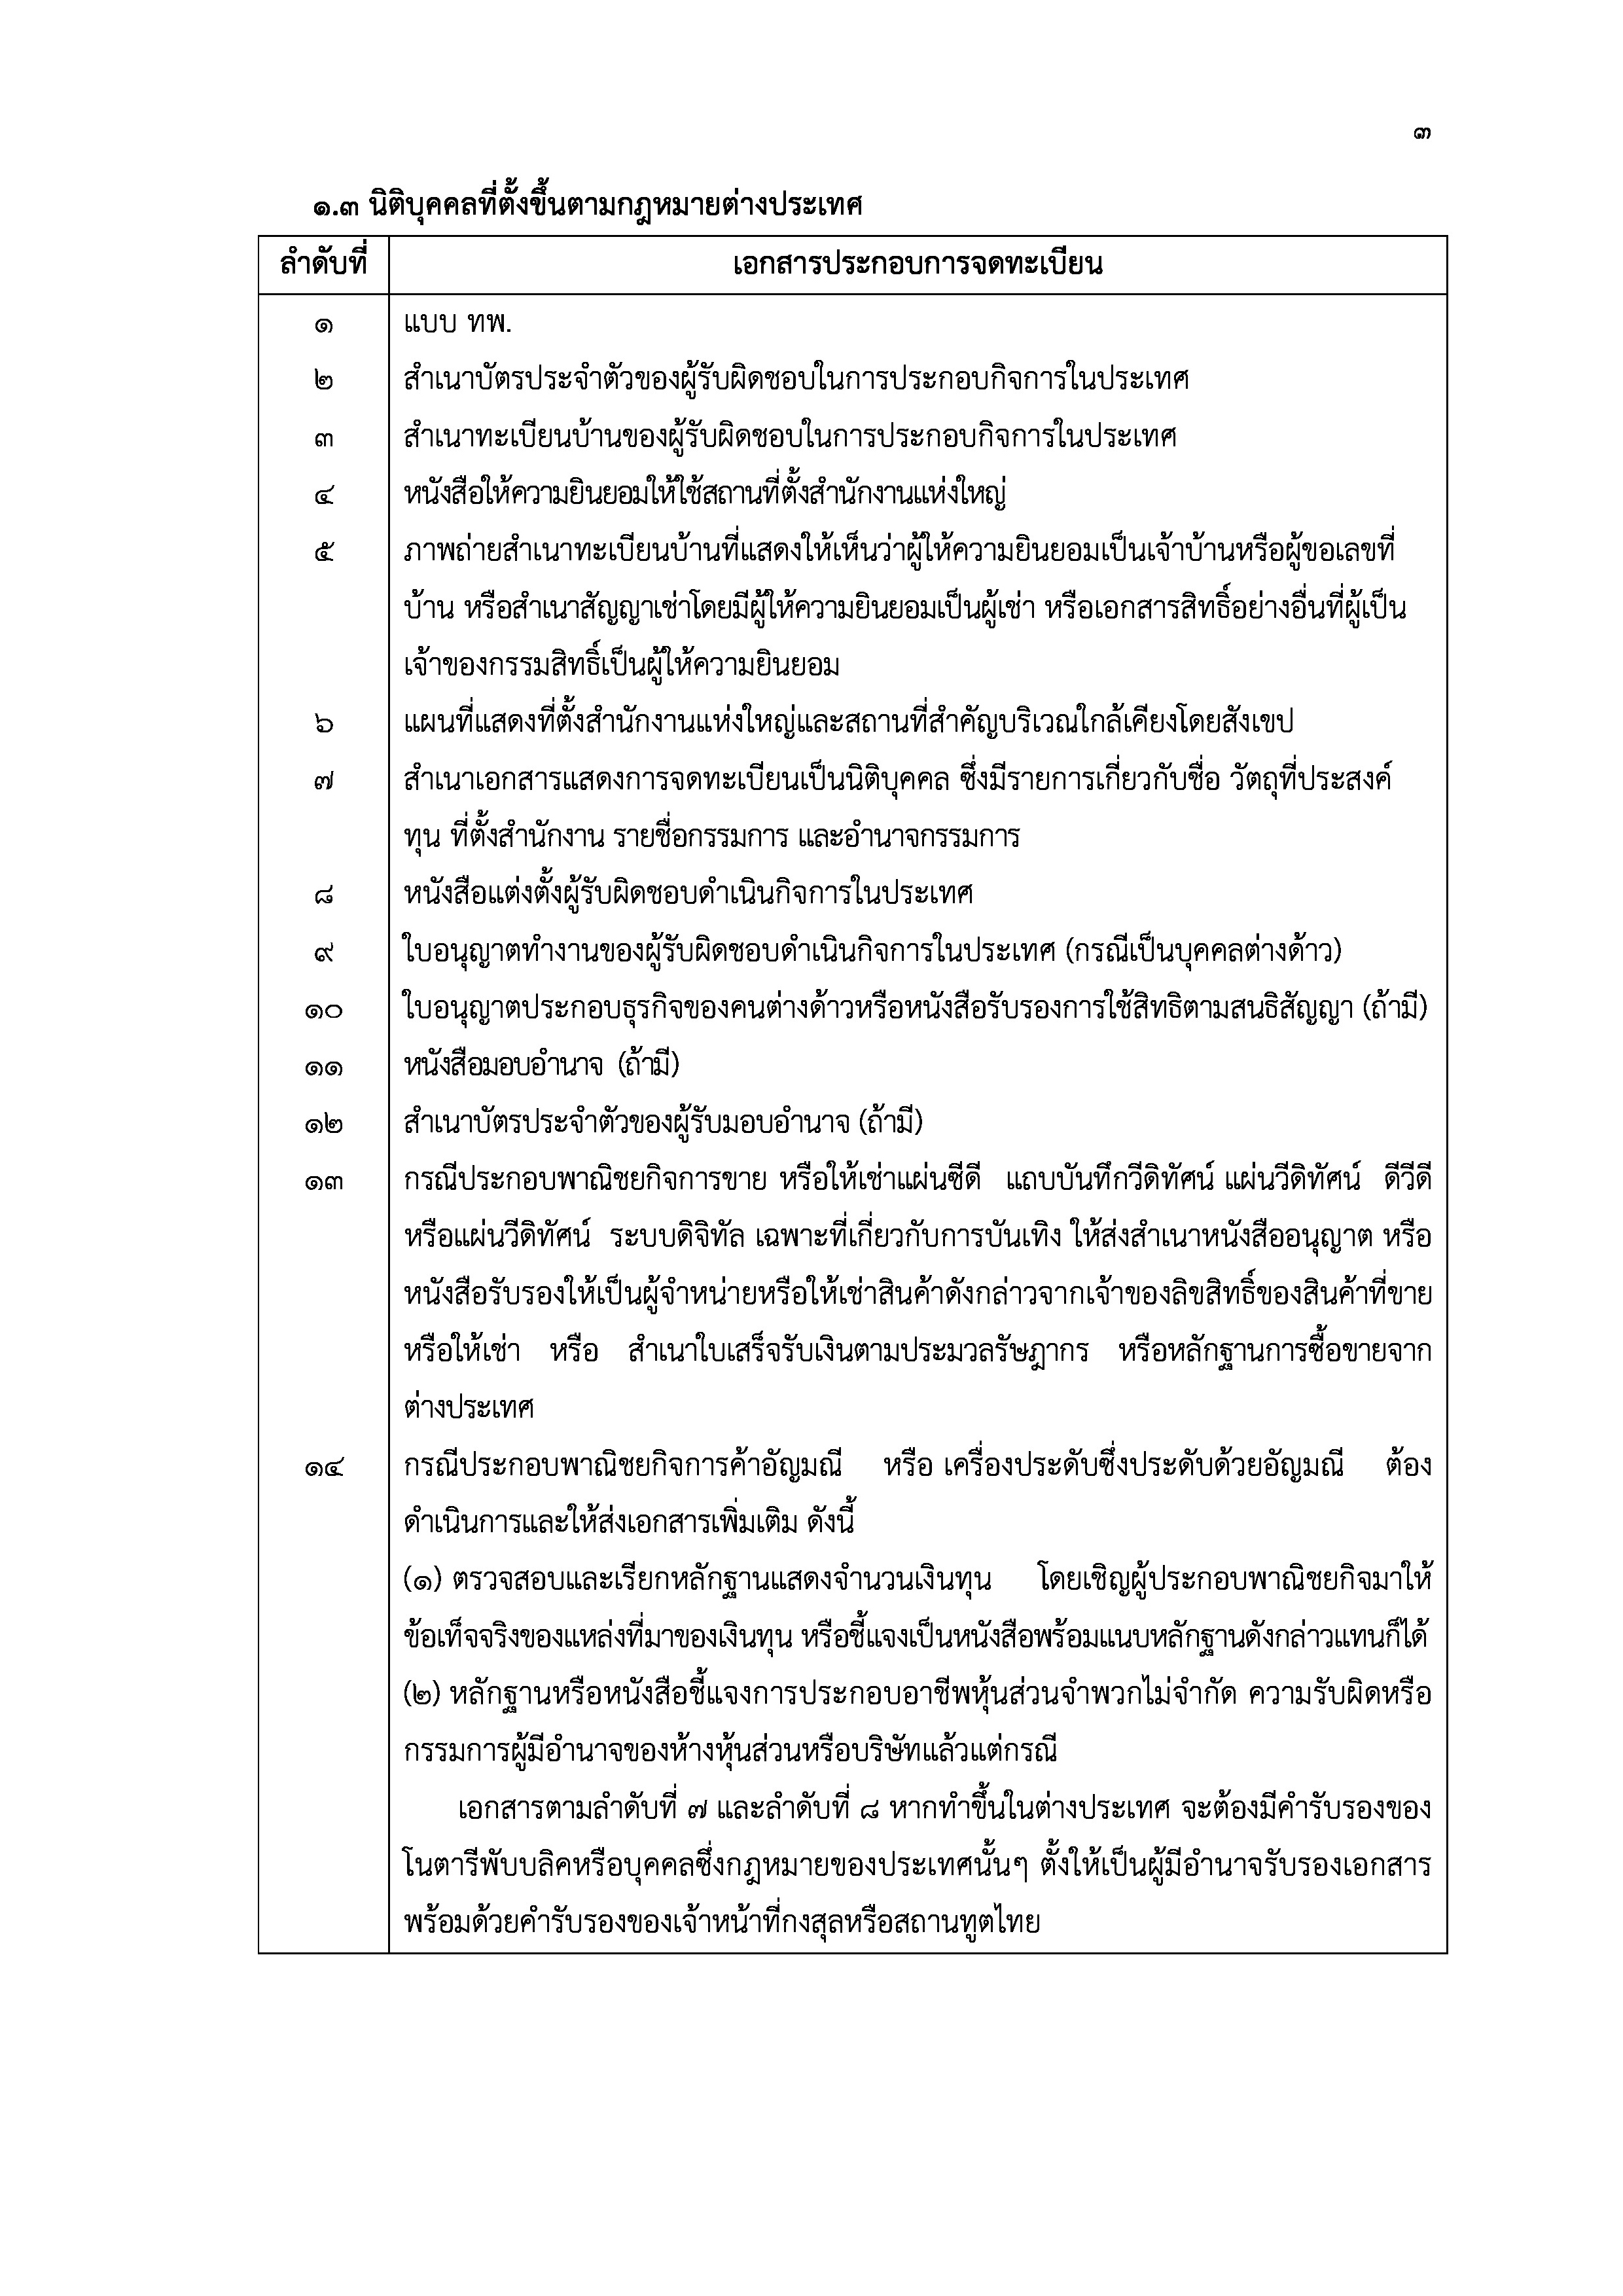 ๓
๑.๓ นิติบุคคลที่ตั้งขึ้นตามกฎหมายต่างประเทศ
ลำดับที่ เอกสารประกอบการจดทะเบียน
๑ แบบ ทพ.
๒ สำเนาบัตรประจำตัวของผู้รับผิดชอบในการประกอบกิจการในประเทศ
๓ สำเนาทะเบียนบ้านของผู้รับผิดชอบในการประกอบกิจการในประเทศ
๔ หนังสือให้ความยินยอมให้ใช้สถานที่ตั้งสำนักงานแห่งใหญ่
๕ ภาพถ่ายสำเนาทะเบียนบ้านที่แสดงให้เห็นว่าผู้ให้ความยินยอมเป็นเจ้าบ้านหรือผู้ขอเลขที่
บ้าน หรือสำเนาสัญญาเช่าโดยมีผู้ให้ความยินยอมเป็นผู้เช่า หรือเอกสารสิทธิ์อย่างอื่นที่ผู้เป็น
เจ้าของกรรมสิทธิ์เป็นผู้ให้ความยินยอม
๖ แผนที่แสดงที่ตั้งสำนักงานแห่งใหญ่และสถานที่สำคัญบริเวณใกล้เคียงโดยสังเขป
๗ สำเนาเอกสารแสดงการจดทะเบียนเป็นนิติบุคคล ซึ่งมีรายการเกี่ยวกับชื่อ วัตถุที่ประสงค์
ทุน ที่ตั้งสำนักงาน รายชื่อกรรมการ และอำนาจกรรมการ
๘ หนังสือแต่งตั้งผู้รับผิดชอบดำเนินกิจการในประเทศ
๙ ใบอนุญาตทำงานของผู้รับผิดชอบดำเนินกิจการในประเทศ (กรณีเป็นบุคคลต่างด้าว)
๑๐ ใบอนุญาตประกอบธุรกิจของคนต่างด้าวหรือหนังสือรับรองการใช้สิทธิตามสนธิสัญญา (ถ้ามี)
๑๑ หนังสือมอบอำนาจ (ถ้ามี)
๑๒ สำเนาบัตรประจำตัวของผู้รับมอบอำนาจ (ถ้ามี)
๑๓ กรณีประกอบพาณิชยกิจการขาย หรือให้เช่าแผ่นซีดี แถบบันทึกวีดิทัศน์ แผ่นวีดิทัศน์ ดีวีดี
หรือแผ่นวีดิทัศน์ ระบบดิจิทัล เฉพาะที่เกี่ยวกับการบันเทิง ให้ส่งสำเนาหนังสืออนุญาต หรือ
หนังสือรับรองให้เป็นผู้จำหน่ายหรือให้เช่าสินค้าดังกล่าวจากเจ้าของลิขสิทธิ์ของสินค้าที่ขาย
หรือให้เช่า หรือ สำเนาใบเสร็จรับเงินตามประมวลรัษฎากร หรือหลักฐานการซื้อขายจาก
ต่างประเทศ
๑๔ กรณีประกอบพาณิชยกิจการค้าอัญมณี หรือ เครื่องประดับซึ่งประดับด้วยอัญมณี ต้อง
ดำเนินการและให้ส่งเอกสารเพิ่มเติม ดังนี้
(๑) ตรวจสอบและเรียกหลักฐานแสดงจำนวนเงินทุน โดยเชิญผู้ประกอบพาณิชยกิจมาให้
ข้อเท็จจริงของแหล่งที่มาของเงินทุน หรือชี้แจงเป็นหนังสือพร้อมแนบหลักฐานดังกล่าวแทนก็ได้
(๒) หลักฐานหรือหนังสือชี้แจงการประกอบอาชีพหุ้นส่วนจำพวกไม่จำกัด ความรับผิดหรือ
กรรมการผู้มีอำนาจของห้างหุ้นส่วนหรือบริษัทแล้วแต่กรณี
เอกสารตามลำดับที่ ๗ และลำดับที่ ๘ หากทำขึ้นในต่างประเทศ จะต้องมีคำรับรองของ
โนตารีพับบลิคหรือบุคคลซึ่งกฎหมายของประเทศนั้นๆ ตั้งให้เป็นผู้มีอำนาจรับรองเอกสาร
พร้อมด้วยคำรับรองของเจ้าหน้าที่กงสุลหรือสถานทูตไทย